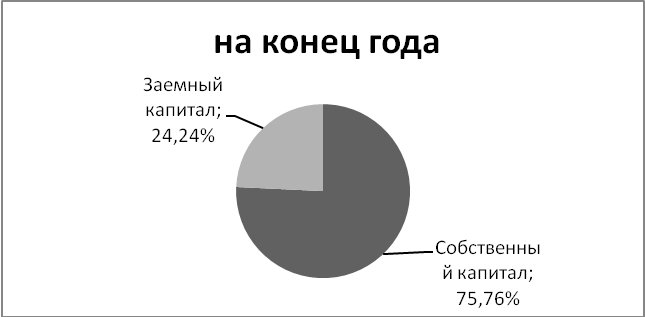 на конец года
Заемный
капитал;
24,24%
Собственны
й капитал;
75,76%